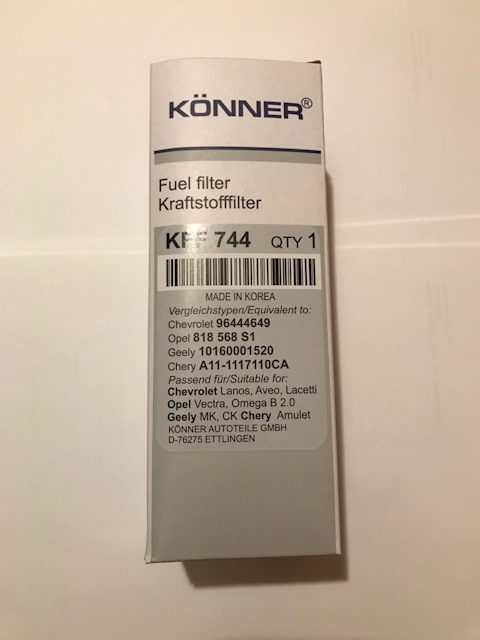 KÖNNER®
Fuel filter
Kraftstofffilter
744 QTY 1
MADE IN KOREA
Vergleichstypen/Equivalent to:
Chevrolet 96444649
Opel 818 568 S1
Geely 10160001520
Chery A11-1117110CA
Passend für/Suitable for:
Chevrolet Lanos, Aveo, Lacetti
Opel Vectra, Omega B 2.0
Geely MK, CK Chery Amulet
KÖNNER AUTOTEILE GMBH
D-76275 ETTLINGEN